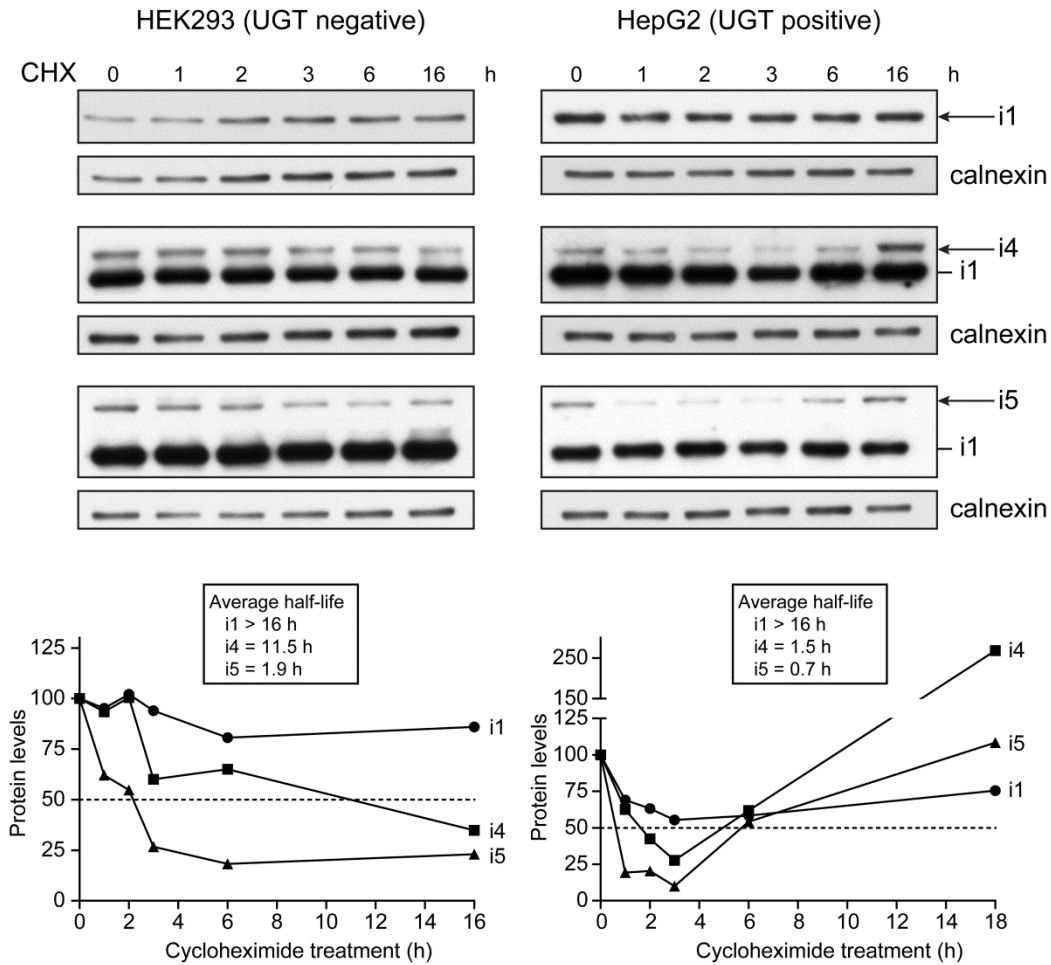 HEK293 (UGT negative)
HepG2 (UGT positive)
CHX 0 1 2 3 6 16 h
0 1 2 3 6 16 h
i1
calnexin
i4
i1
calnexin
i5
i1
calnexin
Average half-life
i1 > 16 h
i4 = 11.5 h
i5 = 1.9 h
Protein levels
125
100
75
50
25
0
i1
i4
i5
0 2 4 6 8 10 12 14 16
Cycloheximide treatment (h)
Average half-life
i1 > 16 h
i4 = 1.5 h
i5 = 0.7 h
Protein levels
250
150
125
100
75
50
25
0
i4
i5
i1
0 2 4 6 8 10 12 14 18
Cycloheximide treatment (h)